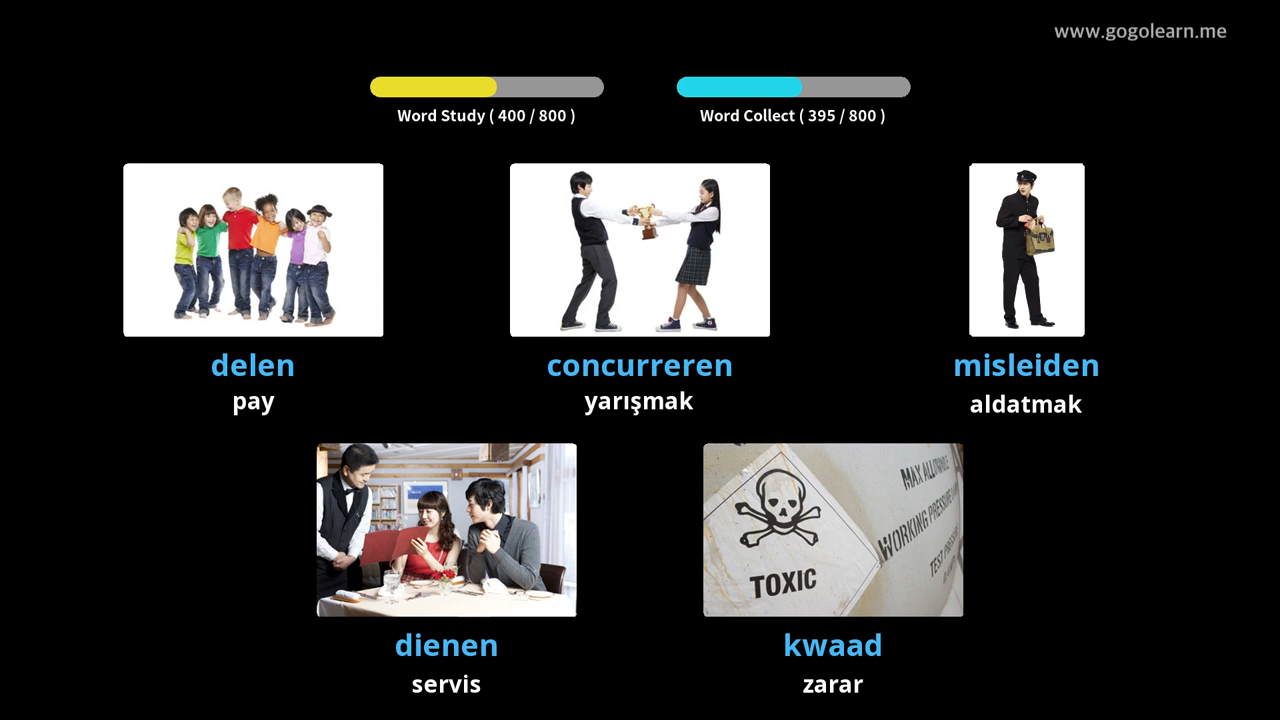 www.gogolearn.me
Word Study ( 400 / 800 )
Word Collect ( 395 / 800 )
delen
pay
concurreren
yarışmak
misleiden
aldatmak
MAX ALLOWABLE
WORKING PRESSURE
TEST PRESSURE
TOXIC
dienen
servis
kwaad
zarar